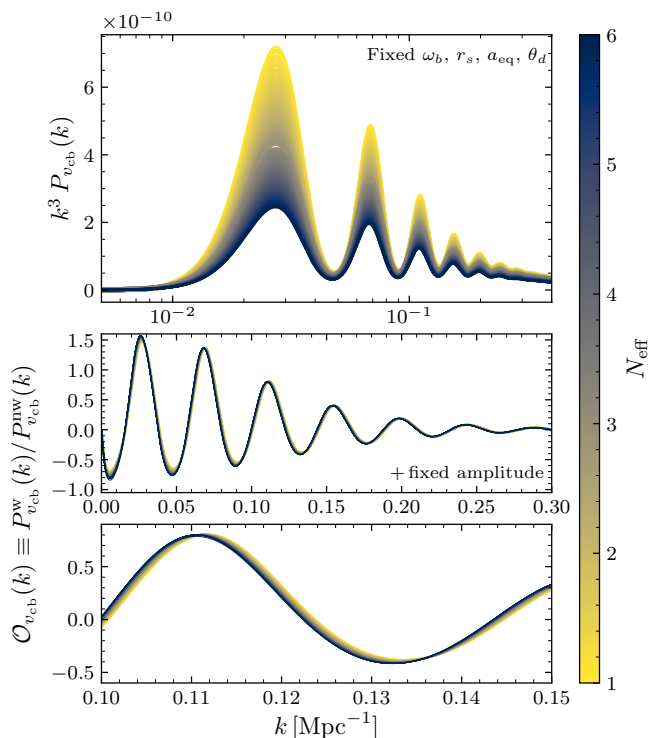 ×10⁻¹⁰
Fixed ω_b, r_s, a_eq, θ_d
k³ P_{v_cb}(k)
6
4
2
0
10⁻²
10⁻¹
1.5
1.0
0.5
0.0
−0.5
−1.0
+ fixed amplitude
0.00 0.05 0.10 0.15 0.20 0.25 0.30
𝒪_{v_cb}(k) ≡ P^w_{v_cb}(k)/P^nw_{v_cb}(k)
0.5
0.0
−0.5
0.10 0.11 0.12 0.13 0.14 0.15
k [Mpc⁻¹]
6
5
4
3
2
1
N_eff